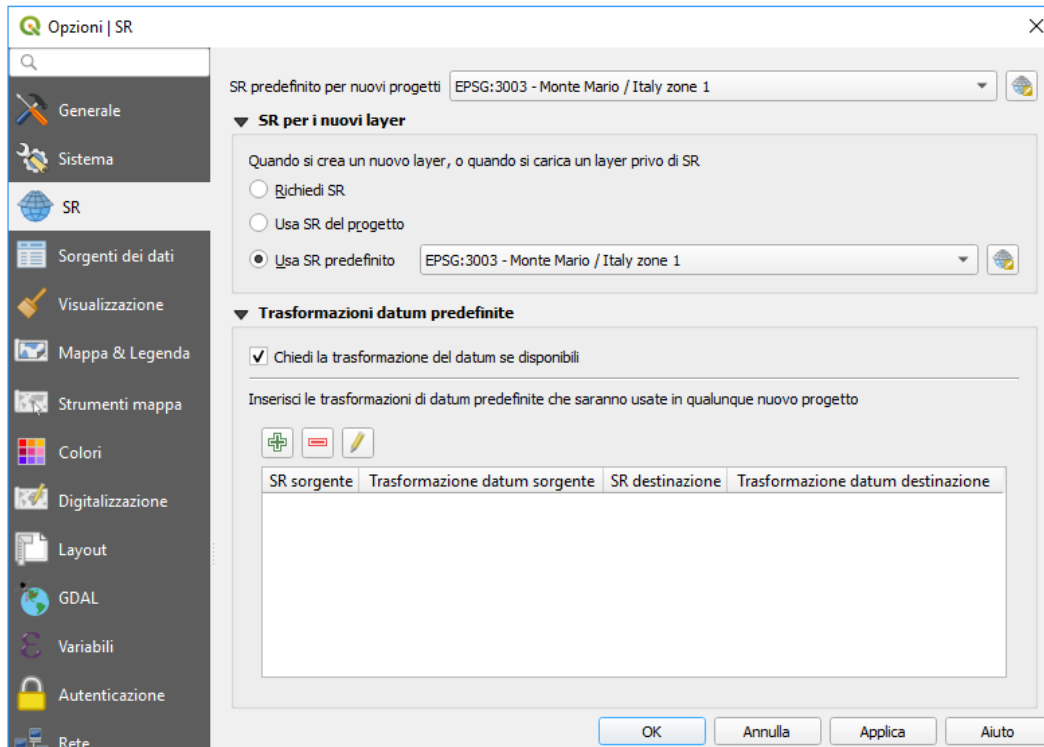 Opzioni | SR
Generale
Sistema
SR
Sorgenti dei dati
Visualizzazione
Mappa & Legenda
Strumenti mappa
Colori
Digitalizzazione
Layout
GDAL
Variabili
Autenticazione
Rete
SR predefinito per nuovi progetti EPSG:3003 - Monte Mario / Italy zone 1
SR per i nuovi layer
Quando si crea un nuovo layer, o quando si carica un layer privo di SR
Richiedi SR
Usa SR del progetto
Usa SR predefinito EPSG:3003 - Monte Mario / Italy zone 1
Trasformazioni datum predefinite
Chiedi la trasformazione del datum se disponibili
Inserisci le trasformazioni di datum predefinite che saranno usate in qualunque nuovo progetto
SR sorgente Trasformazione datum sorgente SR destinazione Trasformazione datum destinazione
OK Annulla Applica Aiuto